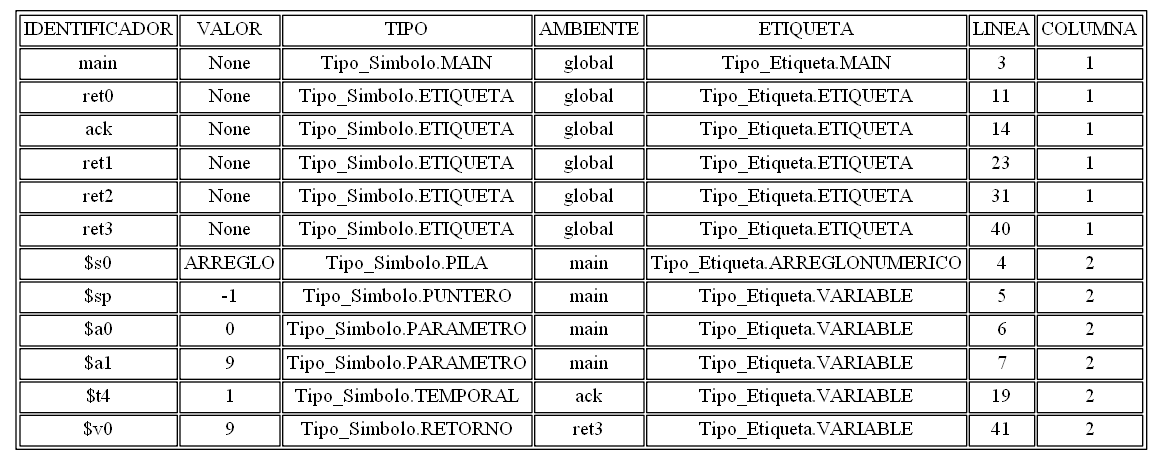 IDENTIFICADOR VALOR TIPO AMBIENTE ETIQUETA LINEA COLUMNA
main None Tipo_Simbolo.MAIN global Tipo_Etiqueta.MAIN 3 1
ret0 None Tipo_Simbolo.ETIQUETA global Tipo_Etiqueta.ETIQUETA 11 1
ack None Tipo_Simbolo.ETIQUETA global Tipo_Etiqueta.ETIQUETA 14 1
ret1 None Tipo_Simbolo.ETIQUETA global Tipo_Etiqueta.ETIQUETA 23 1
ret2 None Tipo_Simbolo.ETIQUETA global Tipo_Etiqueta.ETIQUETA 31 1
ret3 None Tipo_Simbolo.ETIQUETA global Tipo_Etiqueta.ETIQUETA 40 1
$s0 ARREGLO Tipo_Simbolo.PILA main Tipo_Etiqueta.ARREGLONUMERICO 4 2
$sp -1 Tipo_Simbolo.PUNTERO main Tipo_Etiqueta.VARIABLE 5 2
$a0 0 Tipo_Simbolo.PARAMETRO main Tipo_Etiqueta.VARIABLE 6 2
$a1 9 Tipo_Simbolo.PARAMETRO main Tipo_Etiqueta.VARIABLE 7 2
$t4 1 Tipo_Simbolo.TEMPORAL ack Tipo_Etiqueta.VARIABLE 19 2
$v0 9 Tipo_Simbolo.RETORNO ret3 Tipo_Etiqueta.VARIABLE 41 2